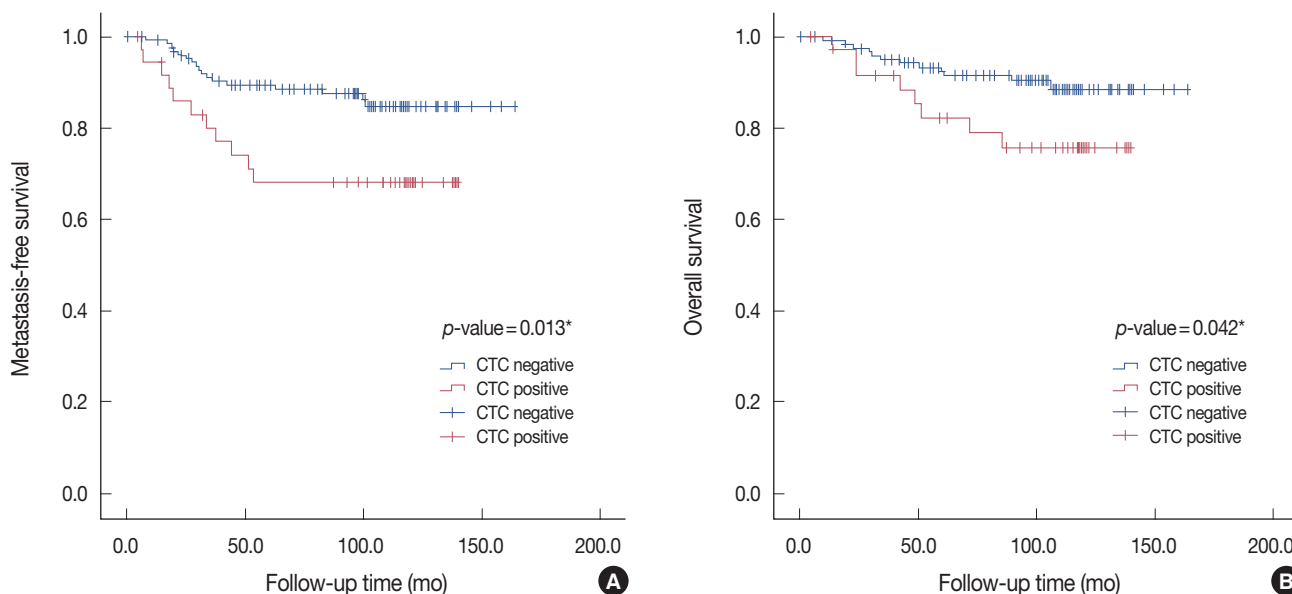 1.0
0.8
0.6
0.4
0.2
0.0
Metastasis-free survival
p-value = 0.013*
CTC negative
CTC positive
CTC negative
CTC positive
0.0 50.0 100.0 150.0 200.0
Follow-up time (mo)
A
1.0
0.8
0.6
0.4
0.2
0.0
Overall survival
p-value = 0.042*
CTC negative
CTC positive
CTC negative
CTC positive
0.0 50.0 100.0 150.0 200.0
Follow-up time (mo)
B